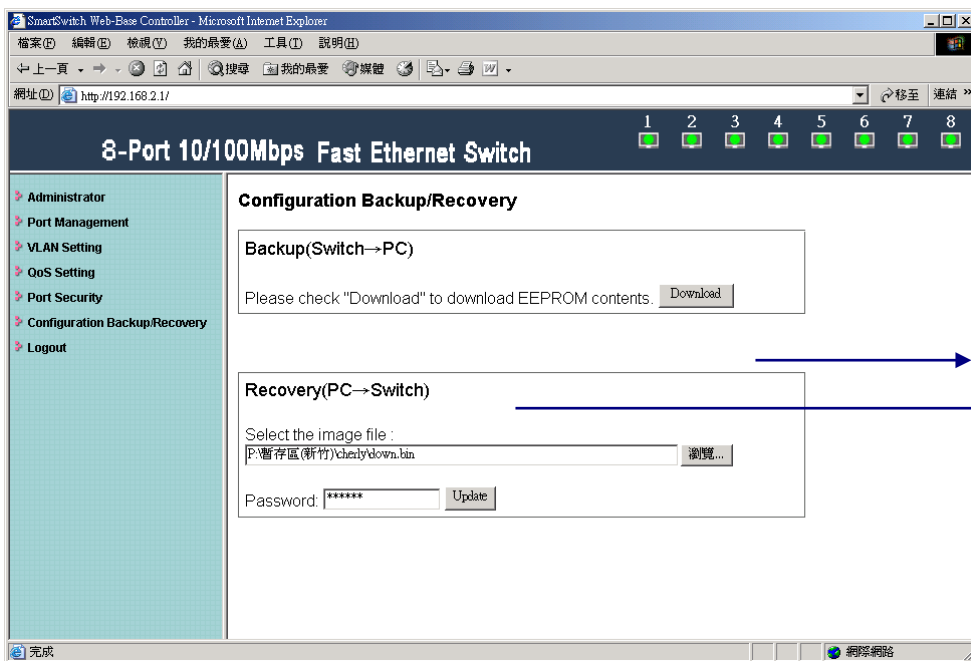 SmartSwitch Web-Base Controller - Microsoft Internet Explorer
檔案(F) 編輯(E) 檢視(V) 我的最愛(A) 工具(T) 說明(H)
上一頁 搜尋 我的最愛 媒體
網址(D) http://192.168.2.1/ 移至 連結 »
1 2 3 4 5 6 7 8
8-Port 10/100Mbps Fast Ethernet Switch
Administrator
Port Management
VLAN Setting
QoS Setting
Port Security
Configuration Backup/Recovery
Logout
Configuration Backup/Recovery
Backup(Switch→PC)
Please check "Download" to download EEPROM contents. Download
Recovery(PC→Switch)
Select the image file :
P:\暫存區(新竹)\cherly\down.bin 瀏覽...
Password: ****** Update
完成 網際網路